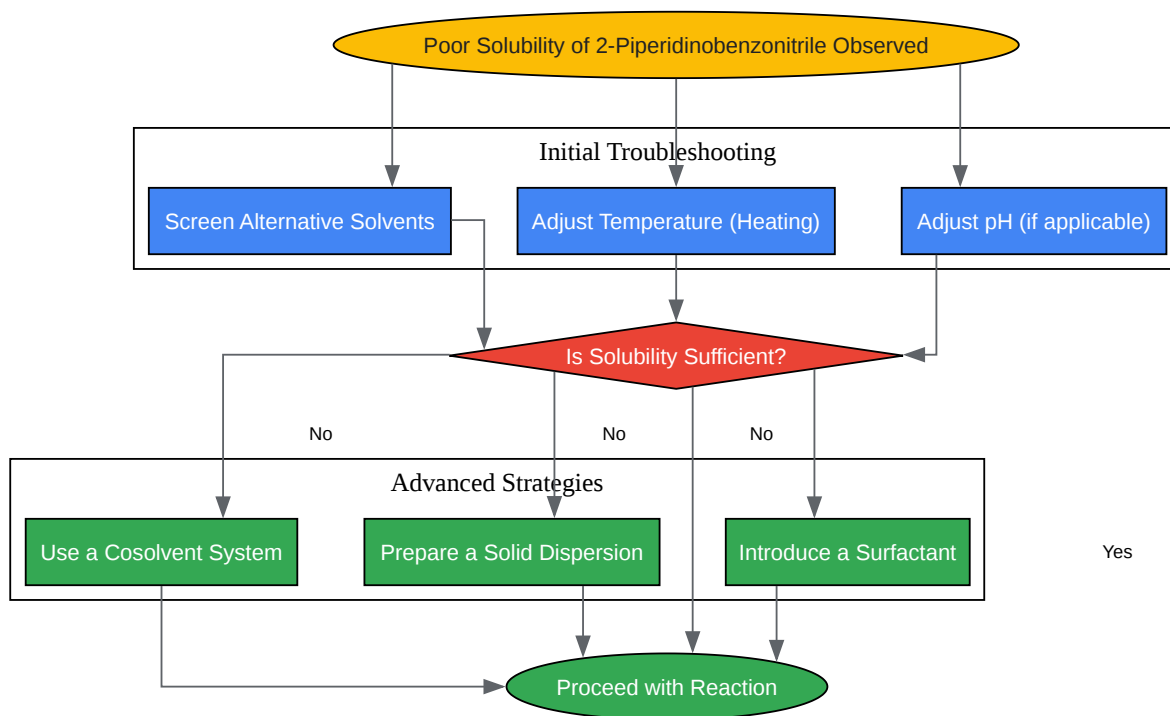 Poor Solubility of 2-Piperidinobenzonitrile Observed
Initial Troubleshooting
Screen Alternative Solvents
Adjust Temperature (Heating)
Adjust pH (if applicable)
Is Solubility Sufficient?
No
No
No
Advanced Strategies
Use a Cosolvent System
Prepare a Solid Dispersion
Introduce a Surfactant
Yes
Proceed with Reaction